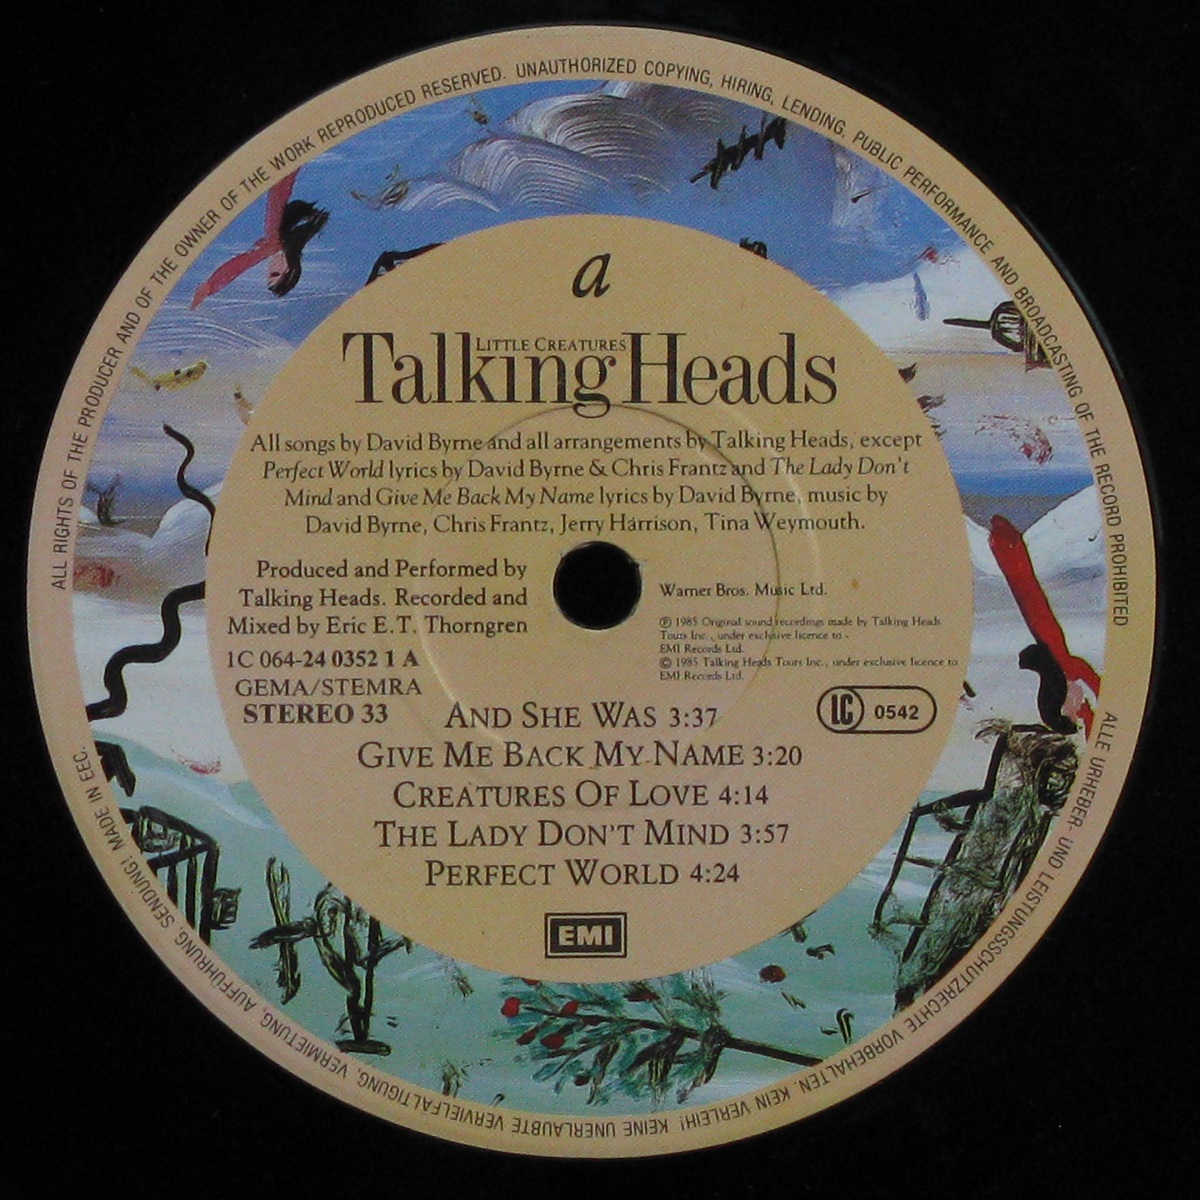 ALL RIGHTS OF THE PRODUCER AND OF THE OWNER OF THE WORK REPRODUCED RESERVED. UNAUTHORIZED COPYING, HIRING, LENDING, PUBLIC PERFORMANCE AND BROADCASTING OF THE RECORD PROHIBITED
a
LITTLE CREATURES
Talking Heads
All songs by David Byrne and all arrangements by Talking Heads, except
Perfect World lyrics by David Byrne & Chris Frantz and The Lady Don't
Mind and Give Me Back My Name lyrics by David Byrne, music by
David Byrne, Chris Frantz, Jerry Harrison, Tina Weymouth.
Produced and Performed by
Talking Heads. Recorded and
Mixed by Eric E.T. Thorngren
1C 064-24 0352 1 A
GEMA/STEMRA
STEREO 33
Warner Bros. Music Ltd.
℗ 1985 Original sound recordings made by Talking Heads
Tours Inc., under exclusive licence to -
EMI Records Ltd.
© 1985 Talking Heads Tours Inc., under exclusive licence to
EMI Records Ltd.
LC 0542
AND SHE WAS 3:37
GIVE ME BACK MY NAME 3:20
CREATURES OF LOVE 4:14
THE LADY DON'T MIND 3:57
PERFECT WORLD 4:24
EMI
ALLE URHEBER- UND LEISTUNGSSCHUTZRECHTE VORBEHALTEN. KEIN VERLEIH! KEINE UNERLAUBTE VERVIELFÄLTIGUNG, VERMIETUNG, AUFFÜHRUNG, SENDUNG! MADE IN EEC.